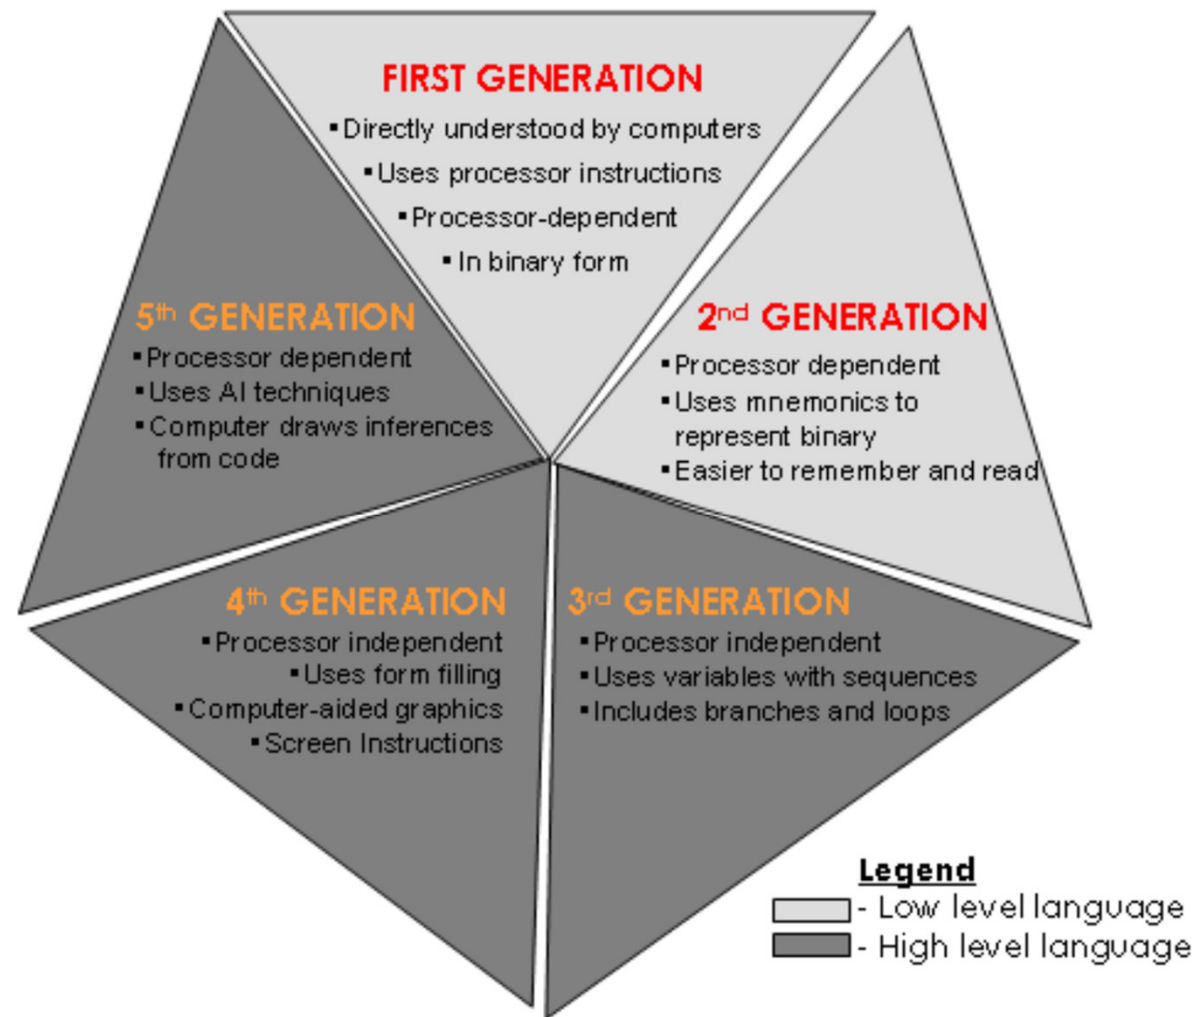 FIRST GENERATION
▪Directly understood by computers
▪Uses processor instructions
▪Processor-dependent
▪In binary form
2nd GENERATION
▪Processor dependent
▪Uses mnemonics to
represent binary
▪Easier to remember and read
3rd GENERATION
▪Processor independent
▪Uses variables with sequences
▪Includes branches and loops
4th GENERATION
▪Processor independent
▪Uses form filling
▪Computer-aided graphics
▪Screen Instructions
5th GENERATION
▪Processor dependent
▪Uses AI techniques
▪Computer draws inferences
from code
Legend
- Low level language
- High level language